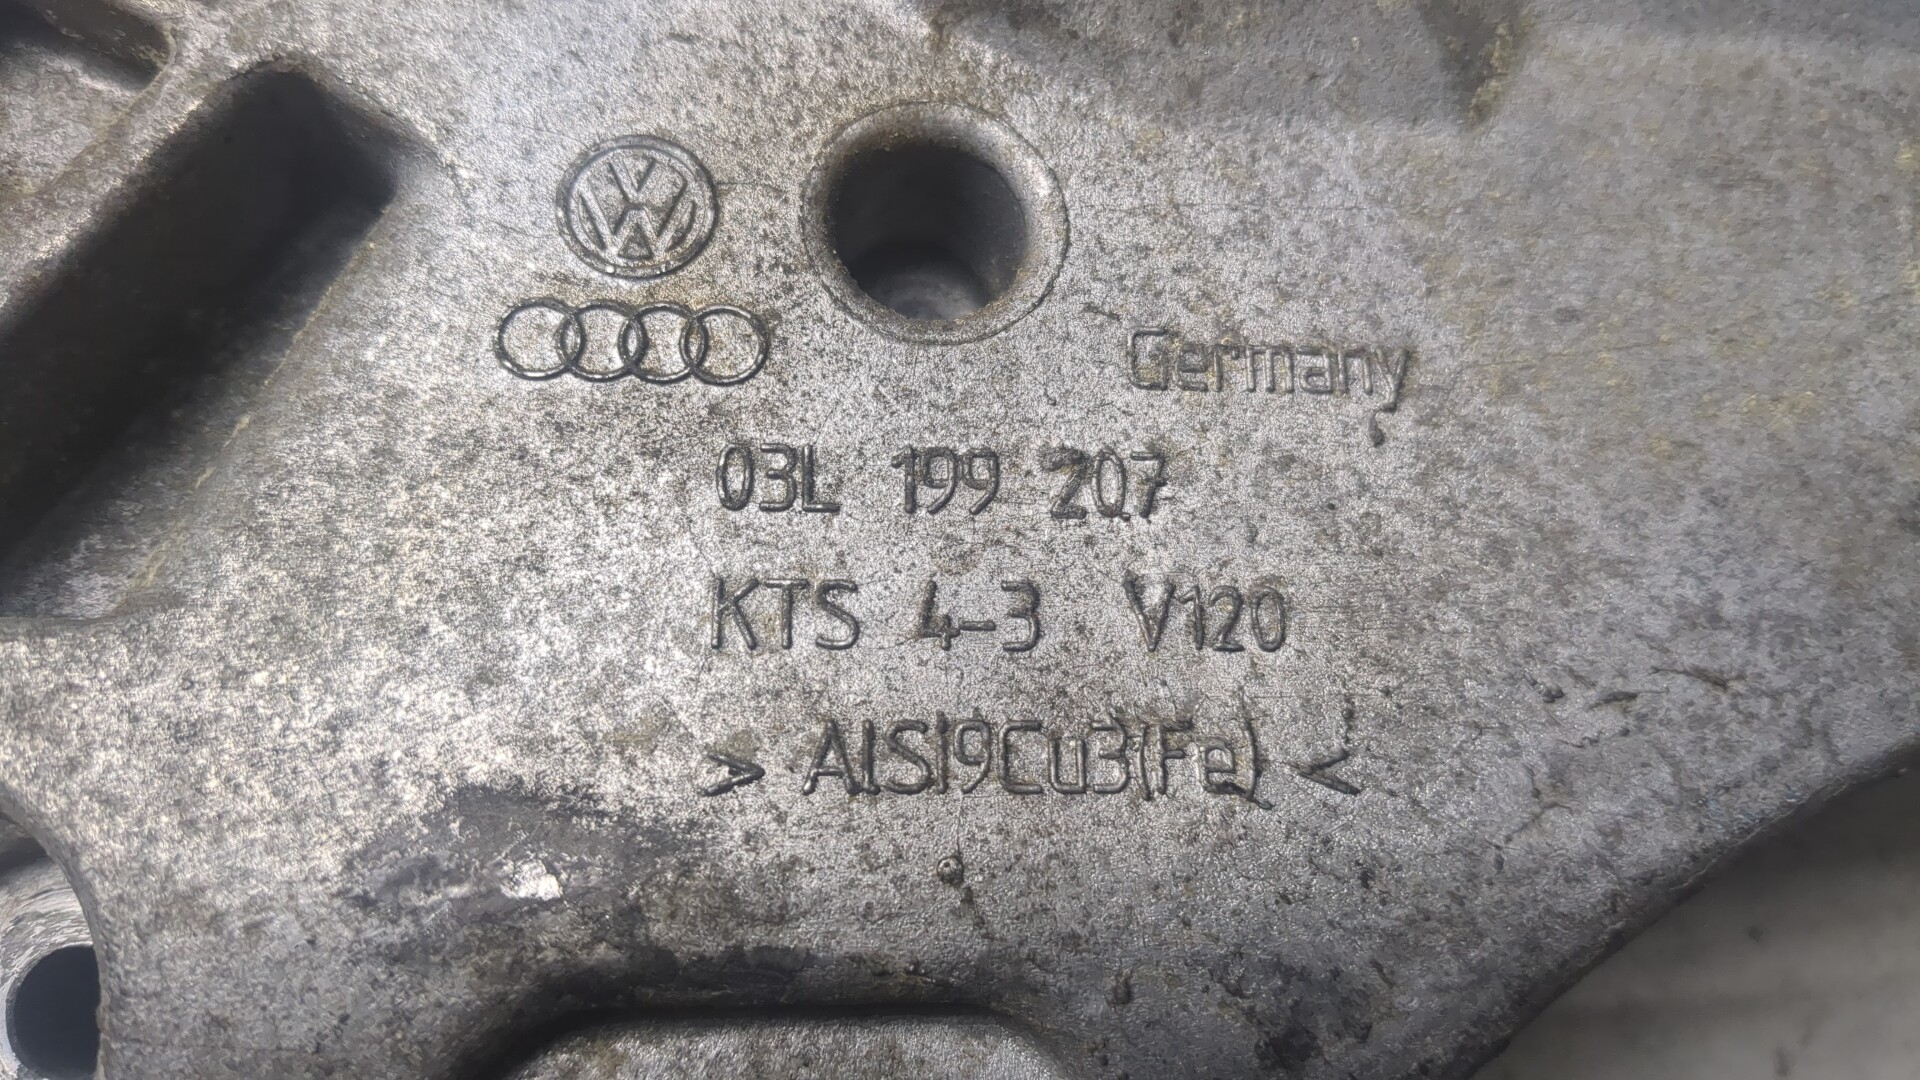 Germany
03L 199 207
KTS 4-3 V120
> AlSi9Cu3(Fe) <